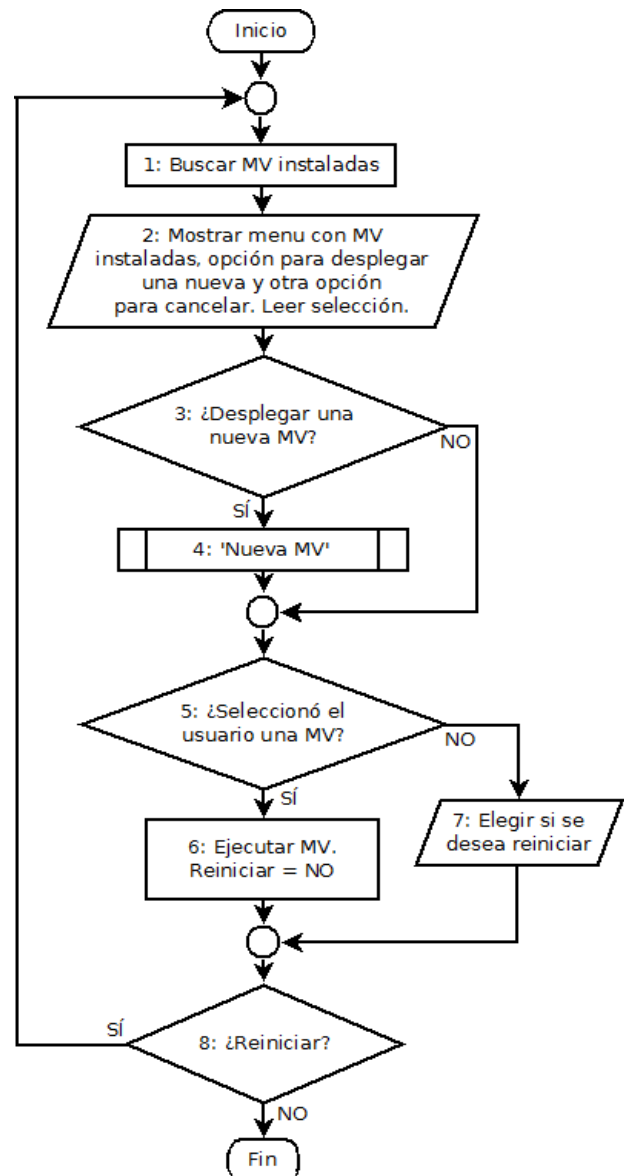 Inicio
1: Buscar MV instaladas
2: Mostrar menu con MV
instaladas, opción para desplegar
una nueva y otra opción
para cancelar. Leer selección.
3: ¿Desplegar una
nueva MV?
NO
SÍ
4: 'Nueva MV'
5: ¿Seleccionó el
usuario una MV?
NO
SÍ
6: Ejecutar MV.
Reiniciar = NO
7: Elegir si se
desea reiniciar
SÍ
8: ¿Reiniciar?
NO
Fin